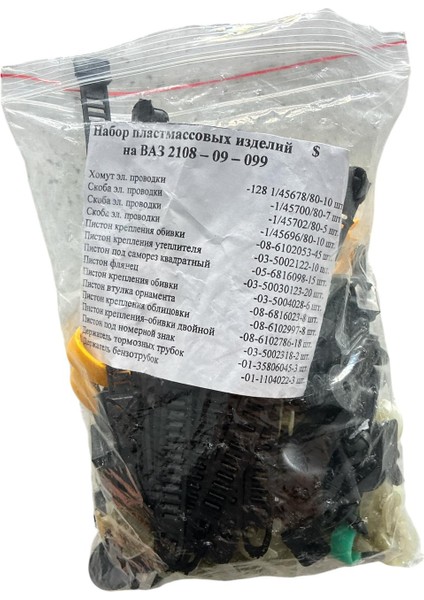 Набор пластмассовых изделий $
на ВАЗ 2108 – 09 – 099
Хомут эл. проводки -128 1/45678/80-10 шт.
Скоба эл. проводки -1/45700/80-7 шт.
Скоба эл. проводки -1/45702/80-5 шт.
Скоба эл. проводки -1/45696/80-10 шт.
Пистон крепления обивки -08-6102053-45 шт.
Пистон крепления утеплителя -03-5002122-10 шт.
Пистон под саморез квадратный -05-6816098-15 шт.
Пистон фланец -03-50030123-20 шт.
Пистон крепления обивки -03-5004028-6 шт.
Пистон втулка орнамента -08-6816023-8 шт.
Пистон крепления облицовки -08-6102997-8 шт.
Пистон крепления-обивки двойной -08-6102786-18 шт.
Пистон под номерной знак -03-5002318-2 шт.
Держатель тормозных трубок -01-35806045-3 шт.
Держатель бензотрубок -01-1104022-3 шт.